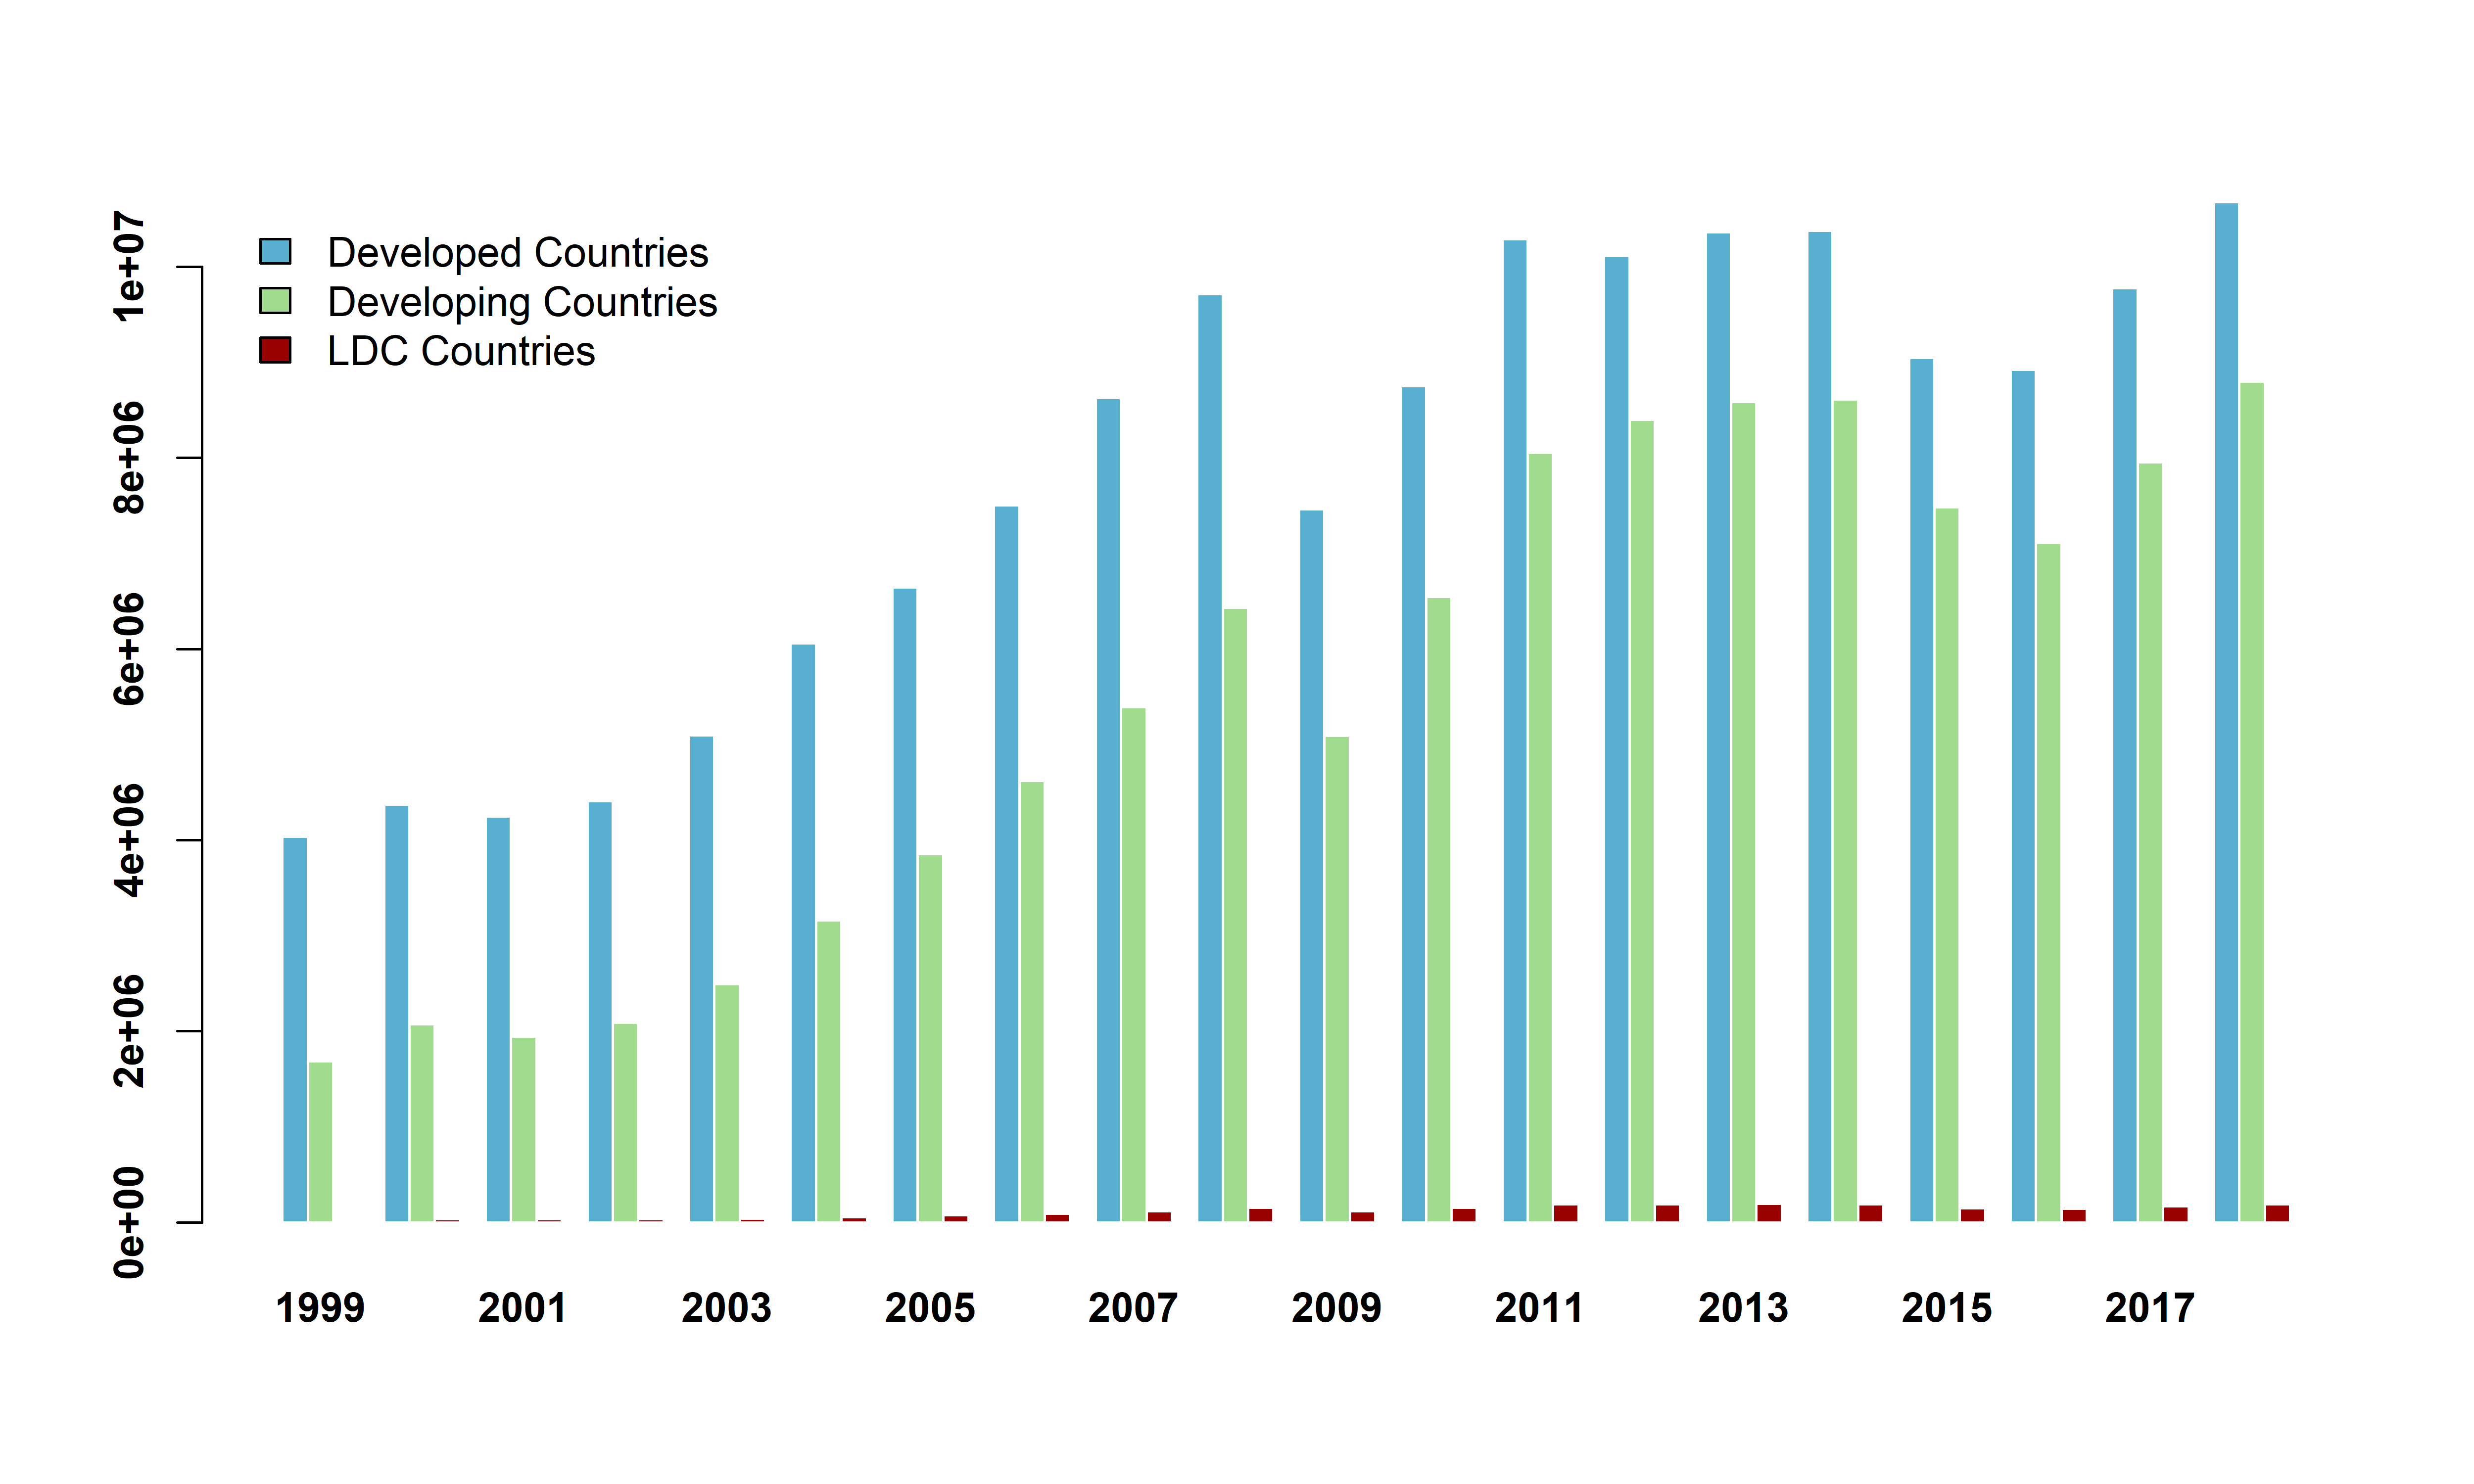 Developed Countries
Developing Countries
LDC Countries
1e+07
8e+06
6e+06
4e+06
2e+06
0e+00
1999 2001 2003 2005 2007 2009 2011 2013 2015 2017